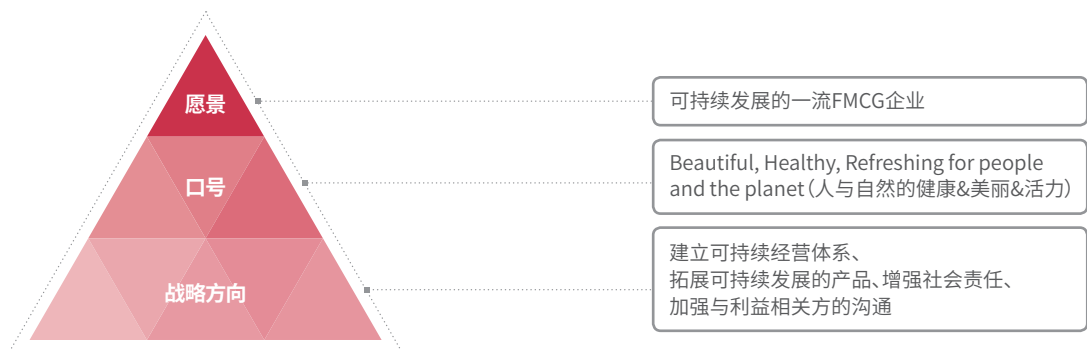 愿景
可持续发展的一流FMCG企业
口号
Beautiful, Healthy, Refreshing for people
and the planet（人与自然的健康&美丽&活力）
战略方向
建立可持续经营体系、
拓展可持续发展的产品、增强社会责任、
加强与利益相关方的沟通